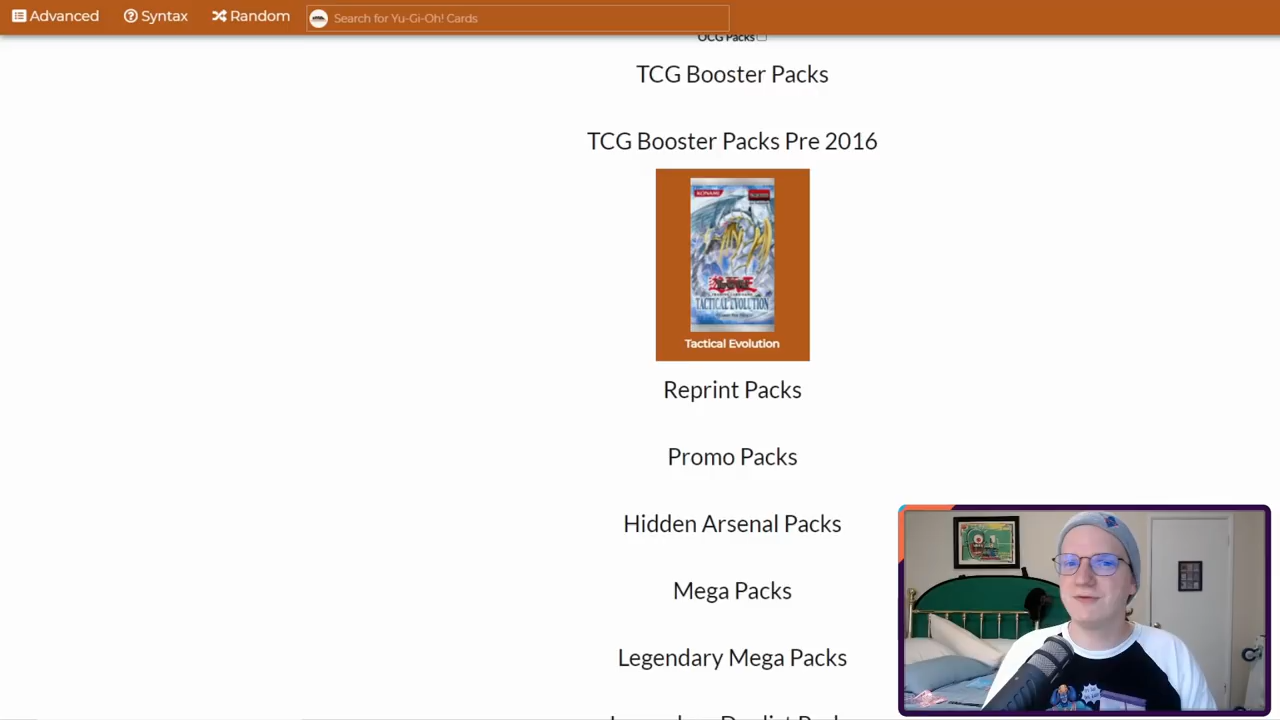 Advanced
Syntax
Random
Search for Yu-Gi-Oh! Cards
OCG Packs
TCG Booster Packs
TCG Booster Packs Pre 2016
KONAMI
TACTICAL EVOLUTION
Tactical Evolution
Reprint Packs
Promo Packs
Hidden Arsenal Packs
Mega Packs
Legendary Mega Packs